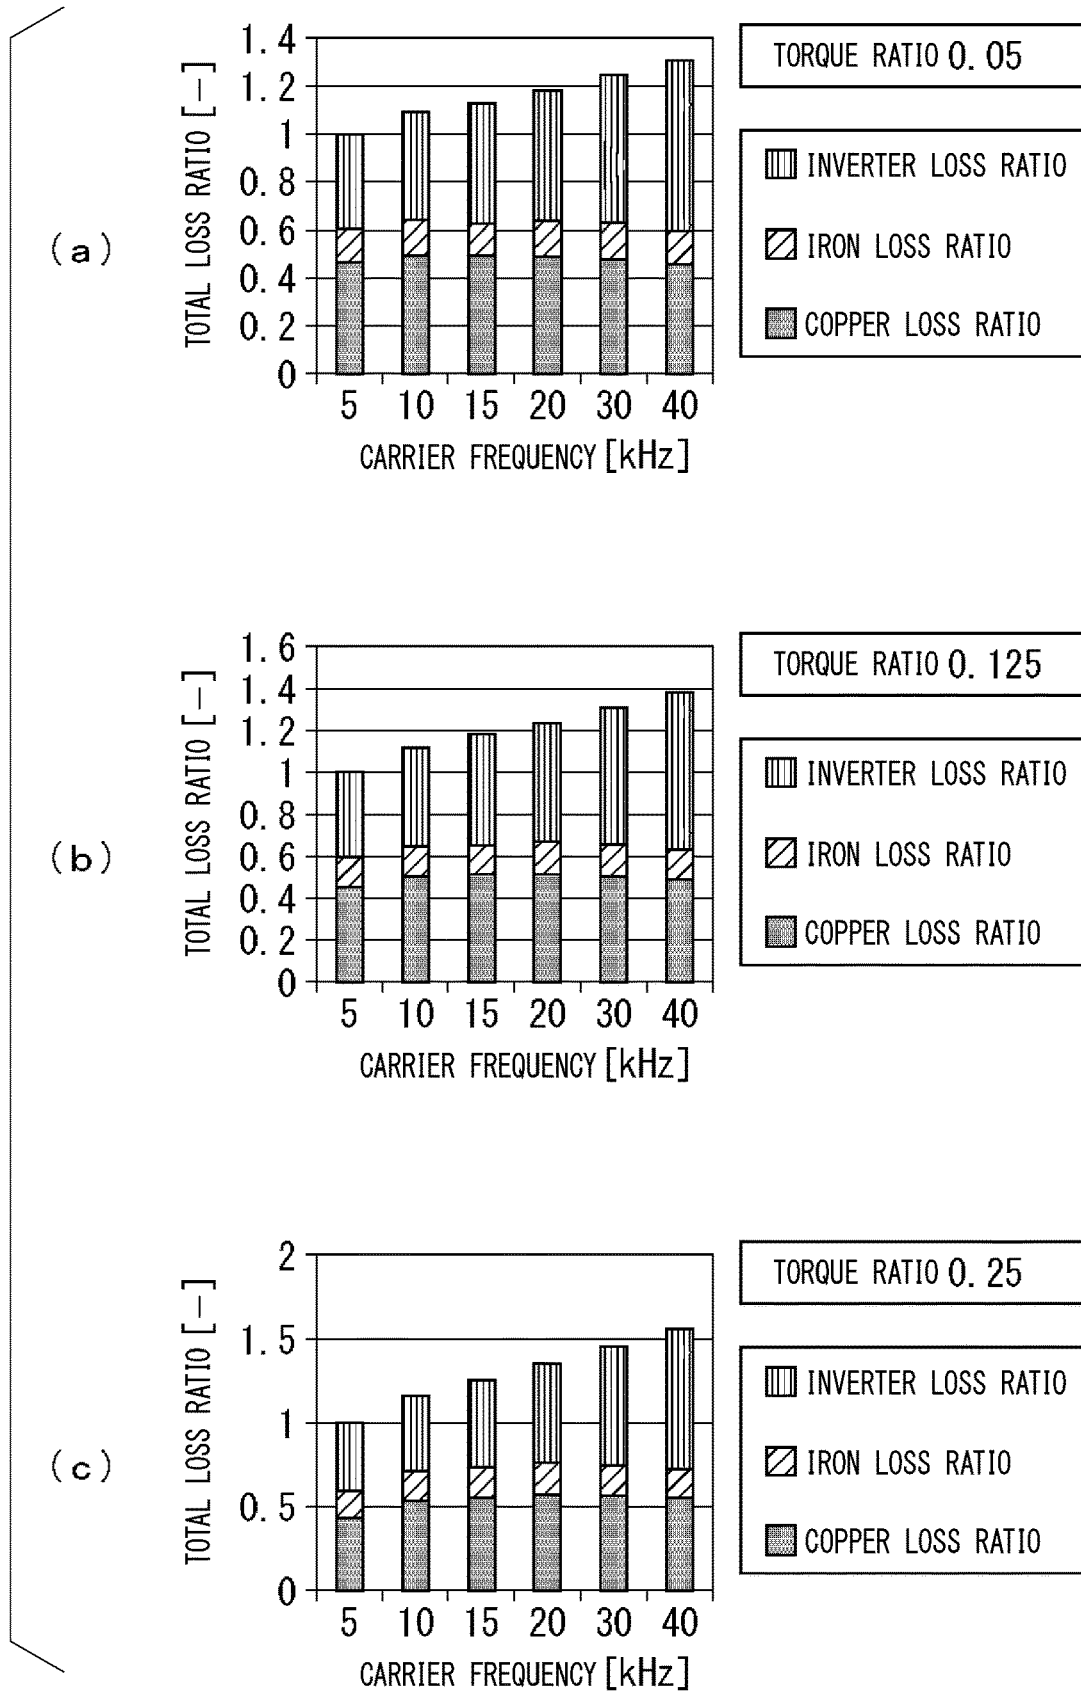 (a)
TOTAL LOSS RATIO [—]
1. 4
1. 2
1
0. 8
0. 6
0. 4
0. 2
0
5 10 15 20 30 40
CARRIER FREQUENCY [kHz]
TORQUE RATIO 0. 05
INVERTER LOSS RATIO
IRON LOSS RATIO
COPPER LOSS RATIO
(b)
TOTAL LOSS RATIO [—]
1. 6
1. 4
1. 2
1
0. 8
0. 6
0. 4
0. 2
0
5 10 15 20 30 40
CARRIER FREQUENCY [kHz]
TORQUE RATIO 0. 125
INVERTER LOSS RATIO
IRON LOSS RATIO
COPPER LOSS RATIO
(c)
TOTAL LOSS RATIO [—]
2
1. 5
1
0. 5
0
5 10 15 20 30 40
CARRIER FREQUENCY [kHz]
TORQUE RATIO 0. 25
INVERTER LOSS RATIO
IRON LOSS RATIO
COPPER LOSS RATIO